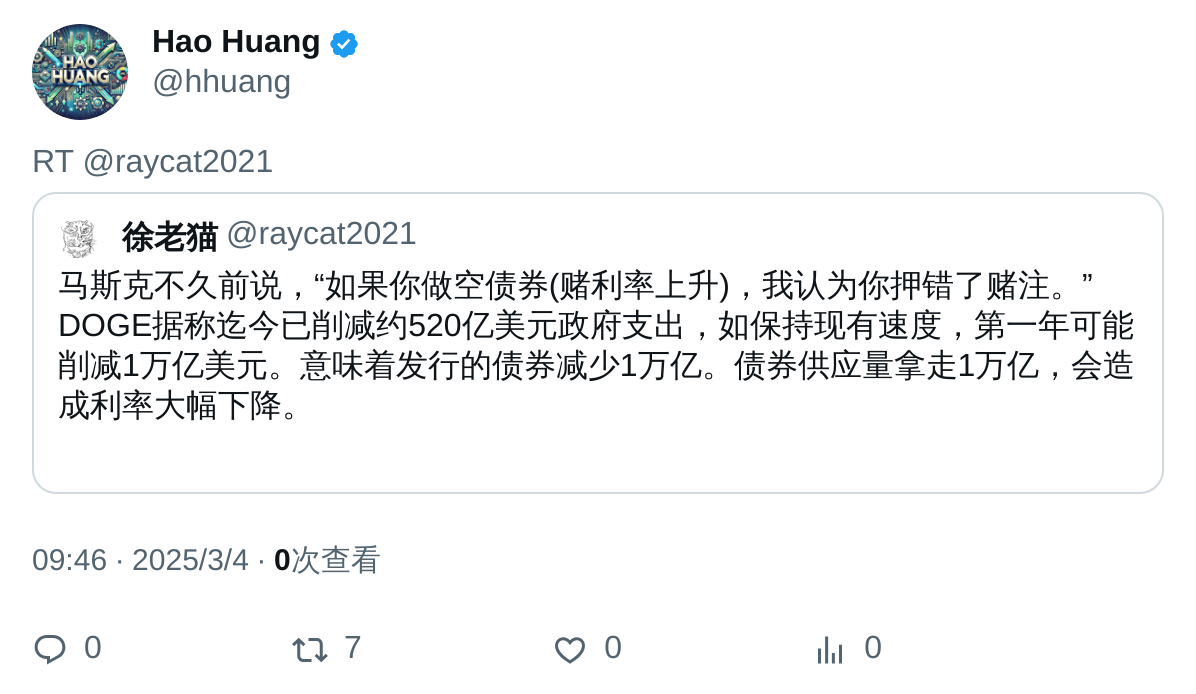 HAO
HUANG
Hao Huang
@hhuang
RT @raycat2021
徐老猫 @raycat2021
马斯克不久前说，“如果你做空债券(赌利率上升)，我认为你押错了赌注。”
DOGE据称迄今已削减约520亿美元政府支出，如保持现有速度，第一年可能
削减1万亿美元。意味着发行的债券减少1万亿。债券供应量拿走1万亿，会造
成利率大幅下降。
09:46 · 2025/3/4 · 0次查看
0 7 0 0